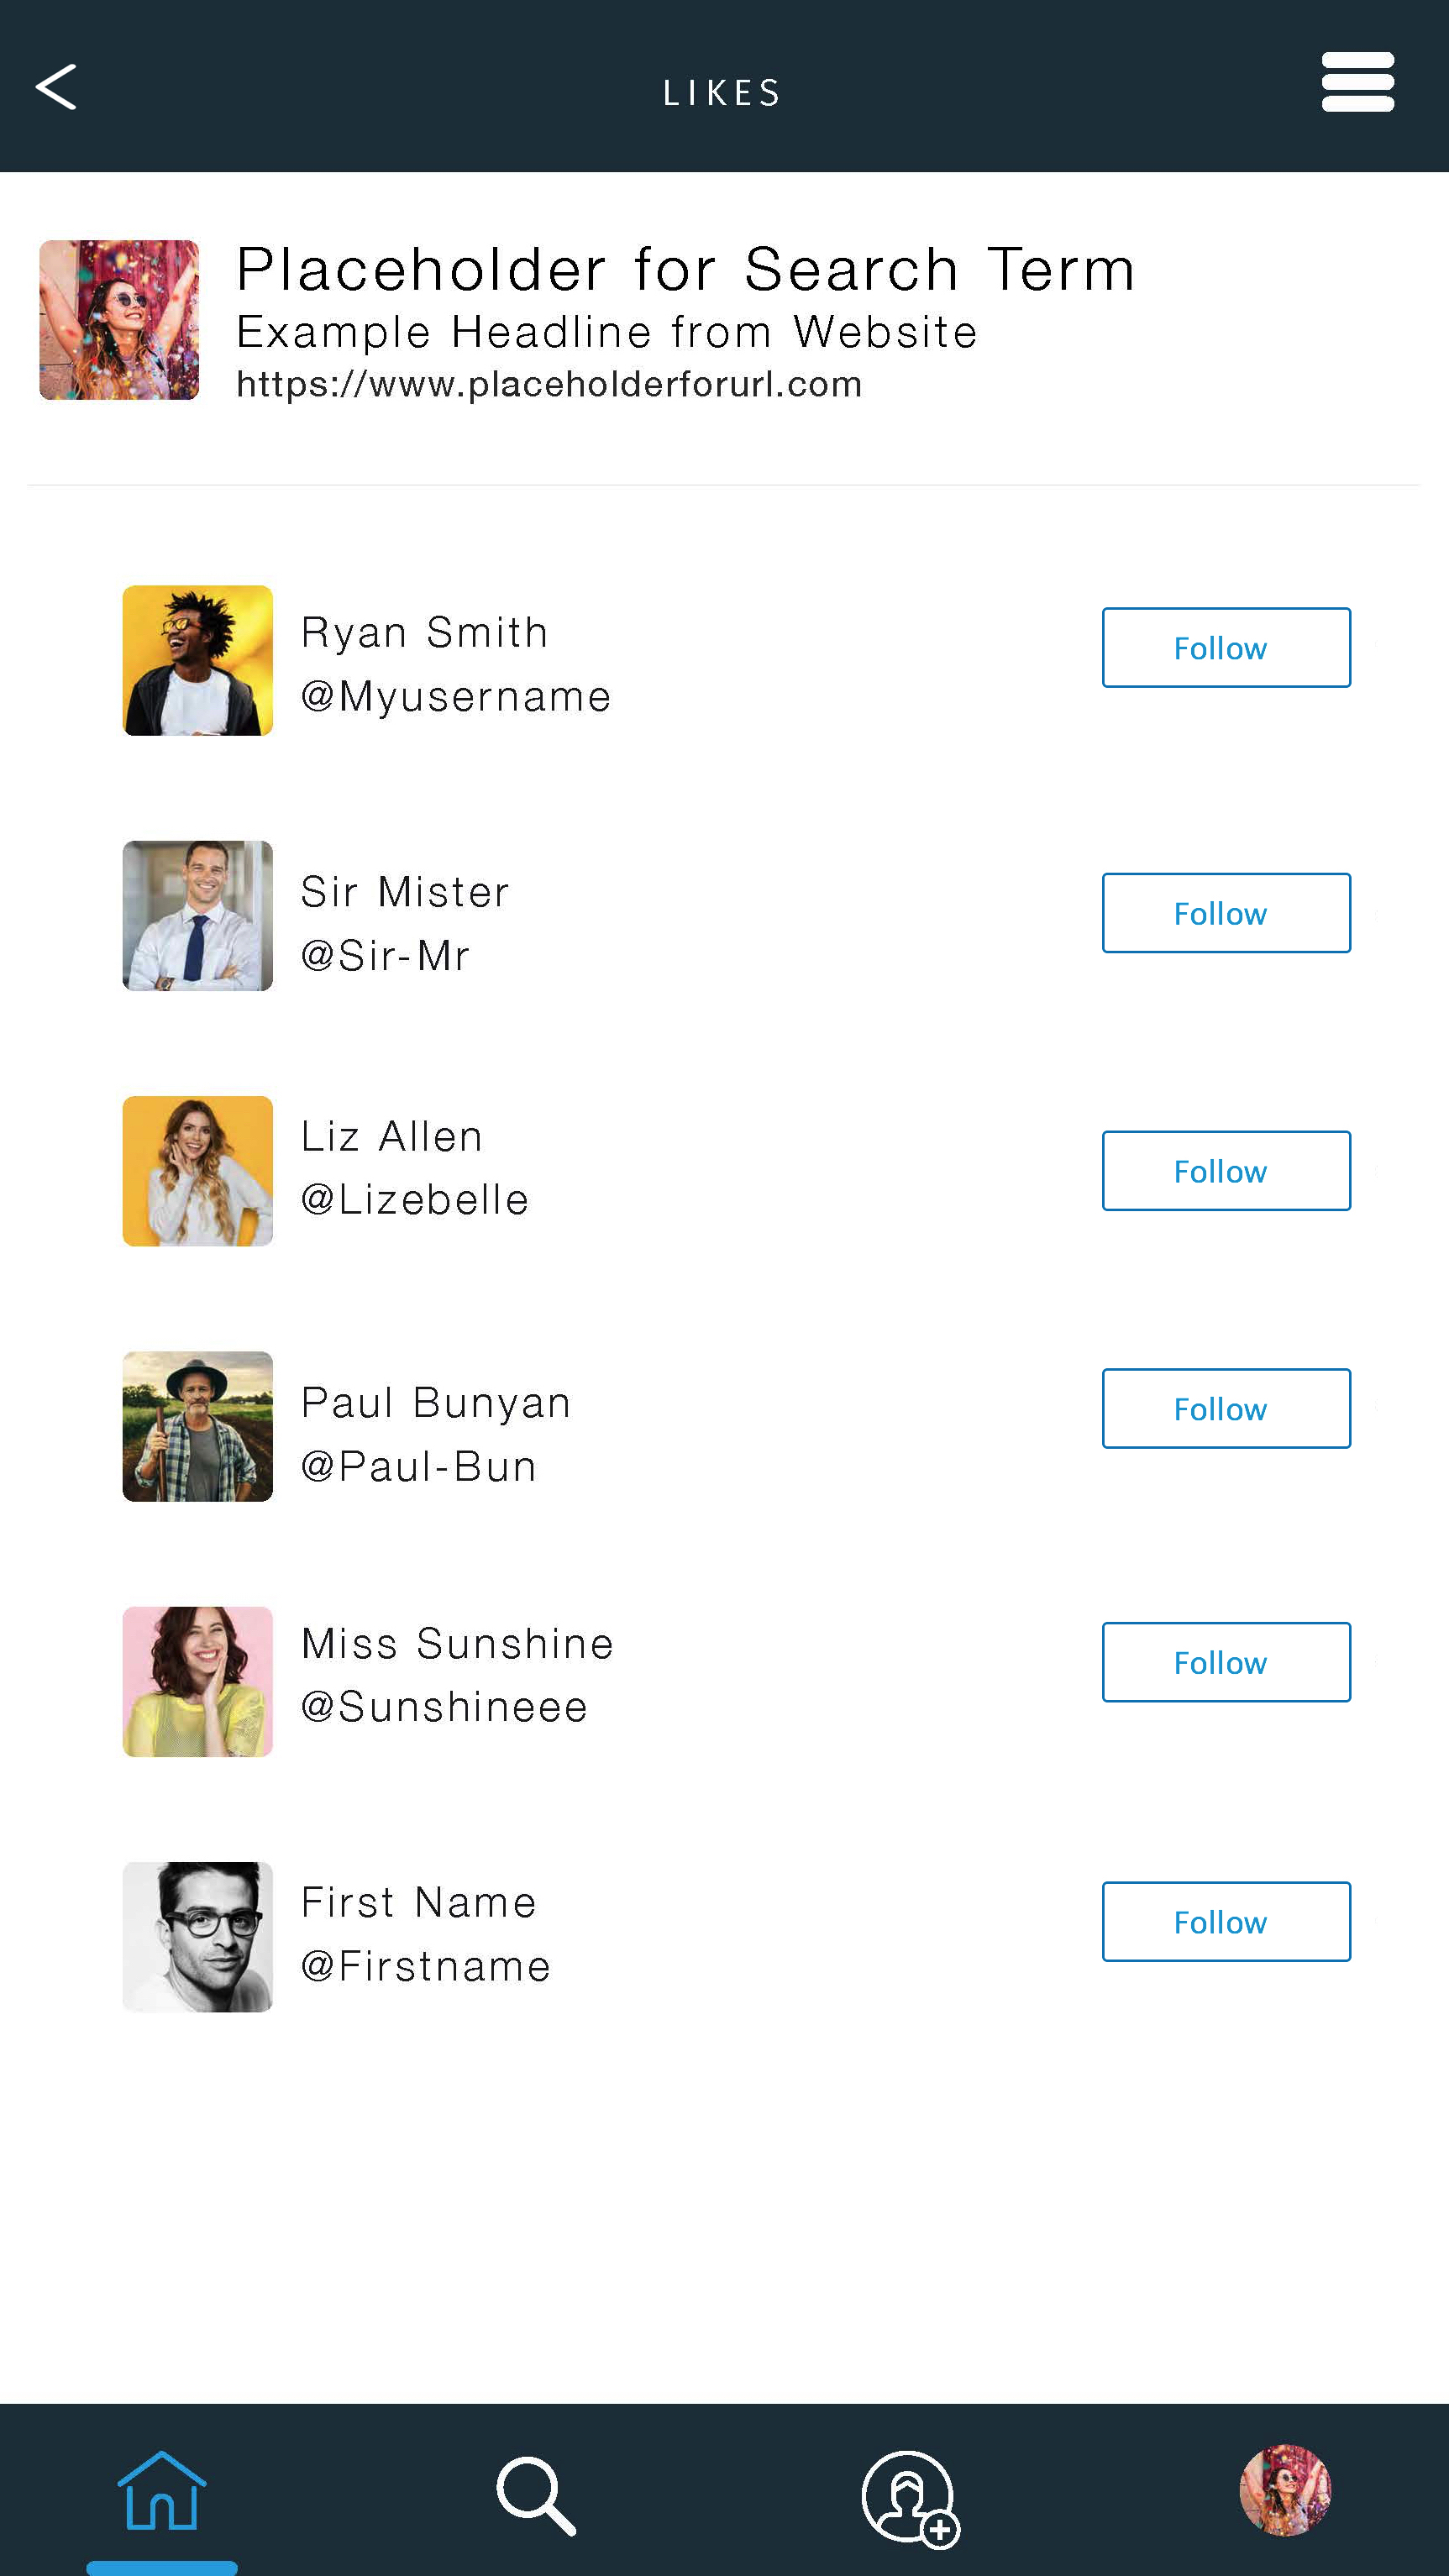 LIKES
Placeholder for Search Term
Example Headline from Website
https://www.placeholderforurl.com
Ryan Smith
@Myusername
Follow
Sir Mister
@Sir-Mr
Follow
Liz Allen
@Lizebelle
Follow
Paul Bunyan
@Paul-Bun
Follow
Miss Sunshine
@Sunshineee
Follow
First Name
@Firstname
Follow